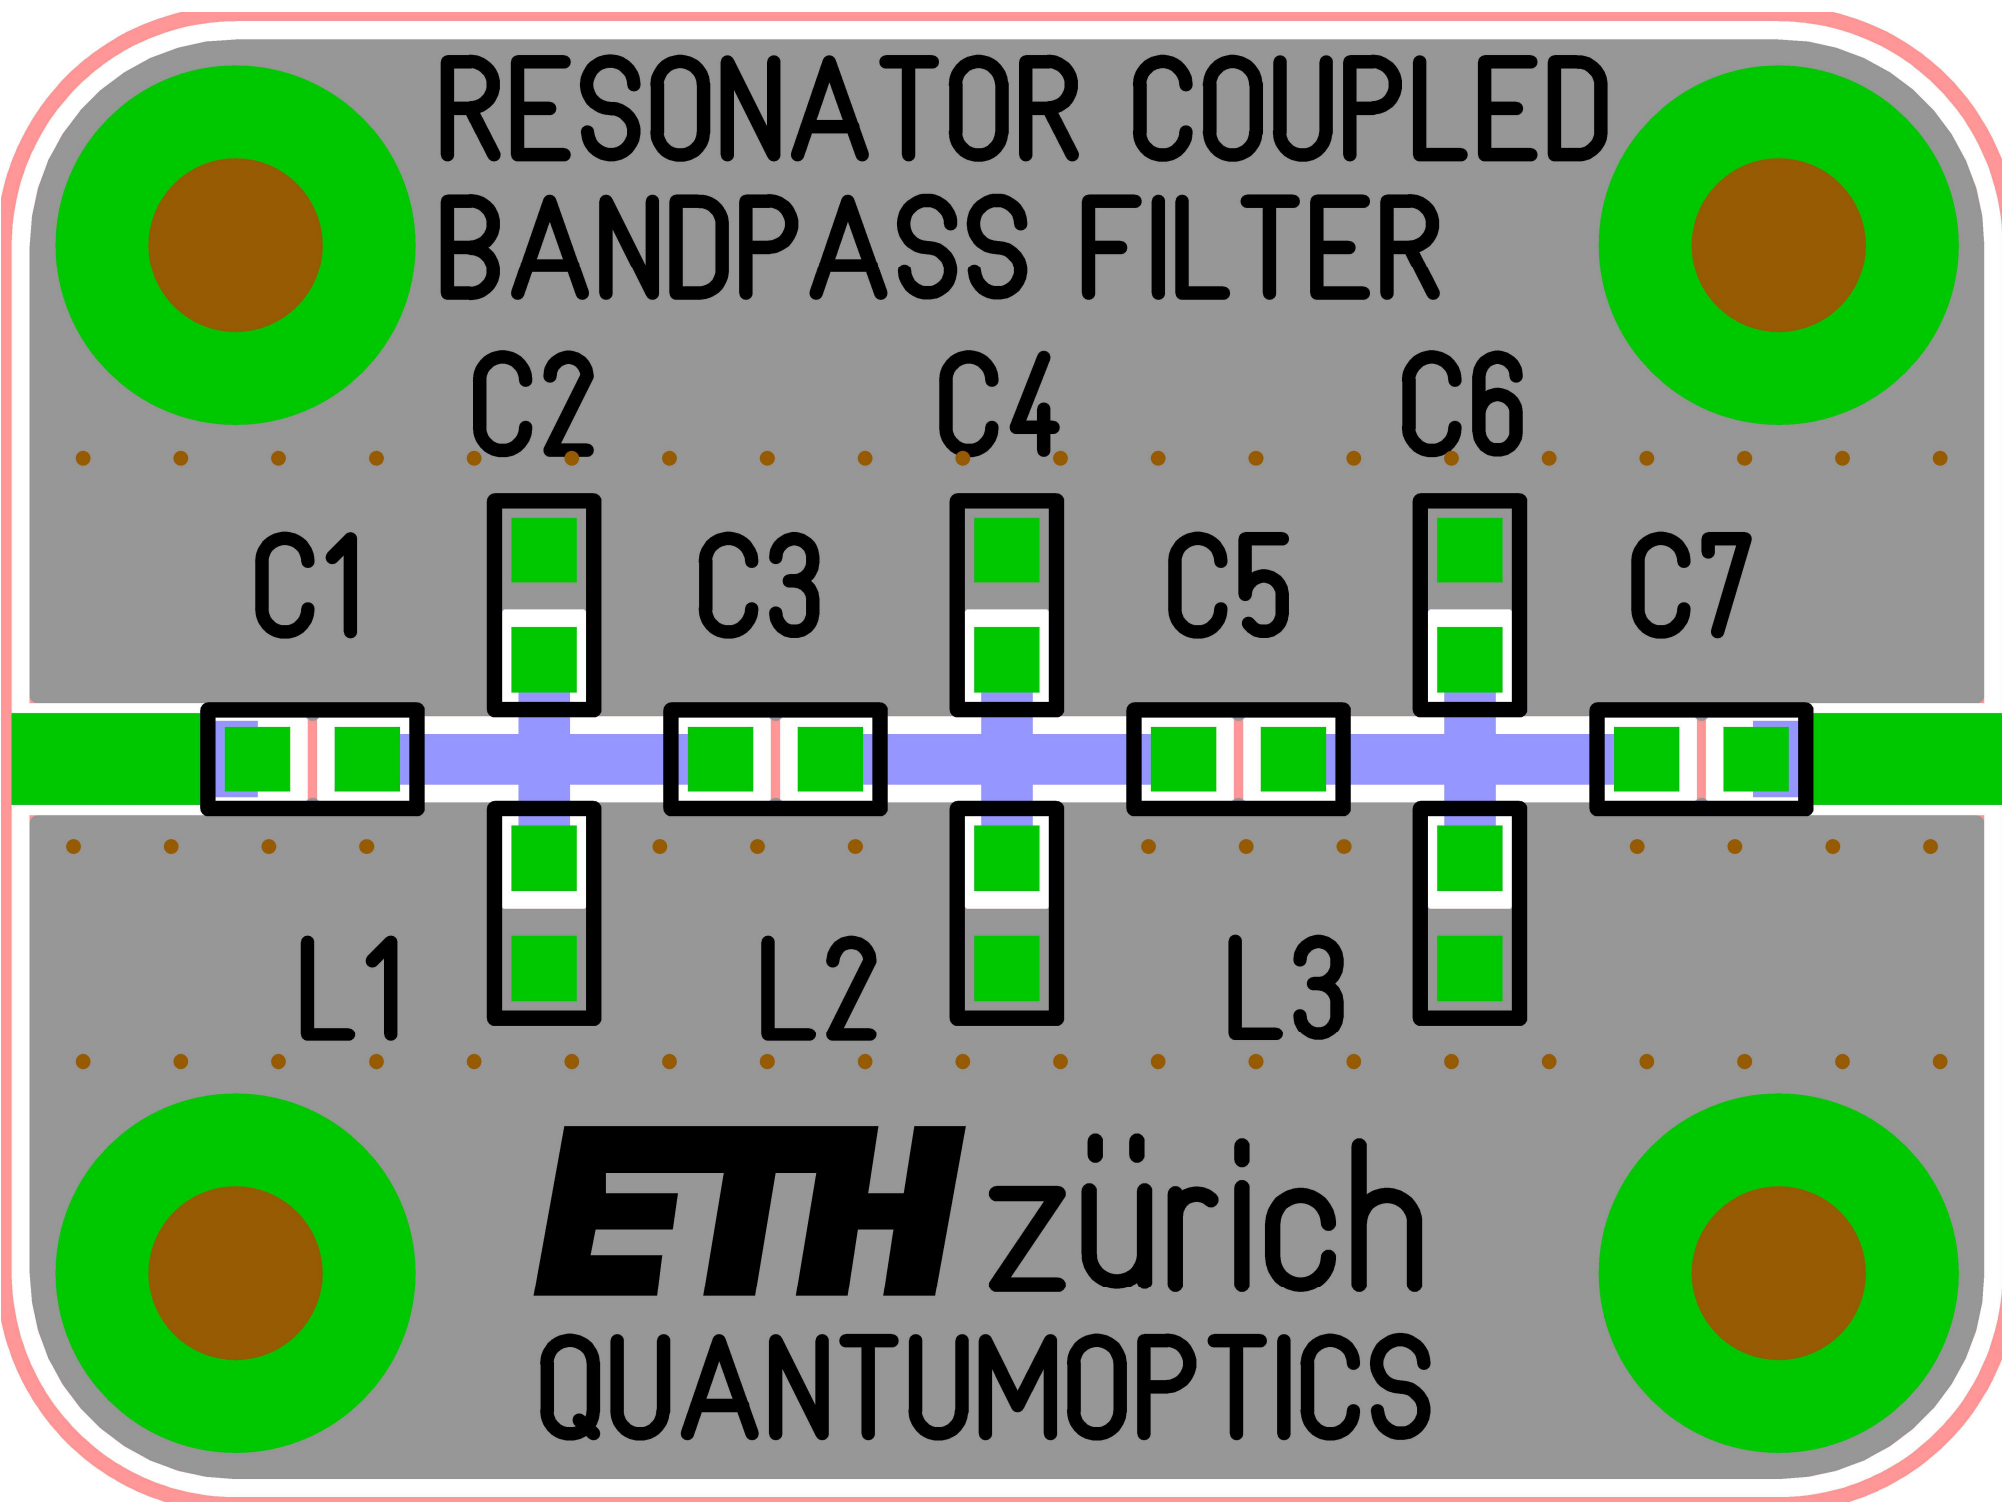 RESONATOR COUPLED
BANDPASS FILTER
C2 C4 C6
C1 C3 C5 C7
L1 L2 L3
ETH zürich
QUANTUMOPTICS